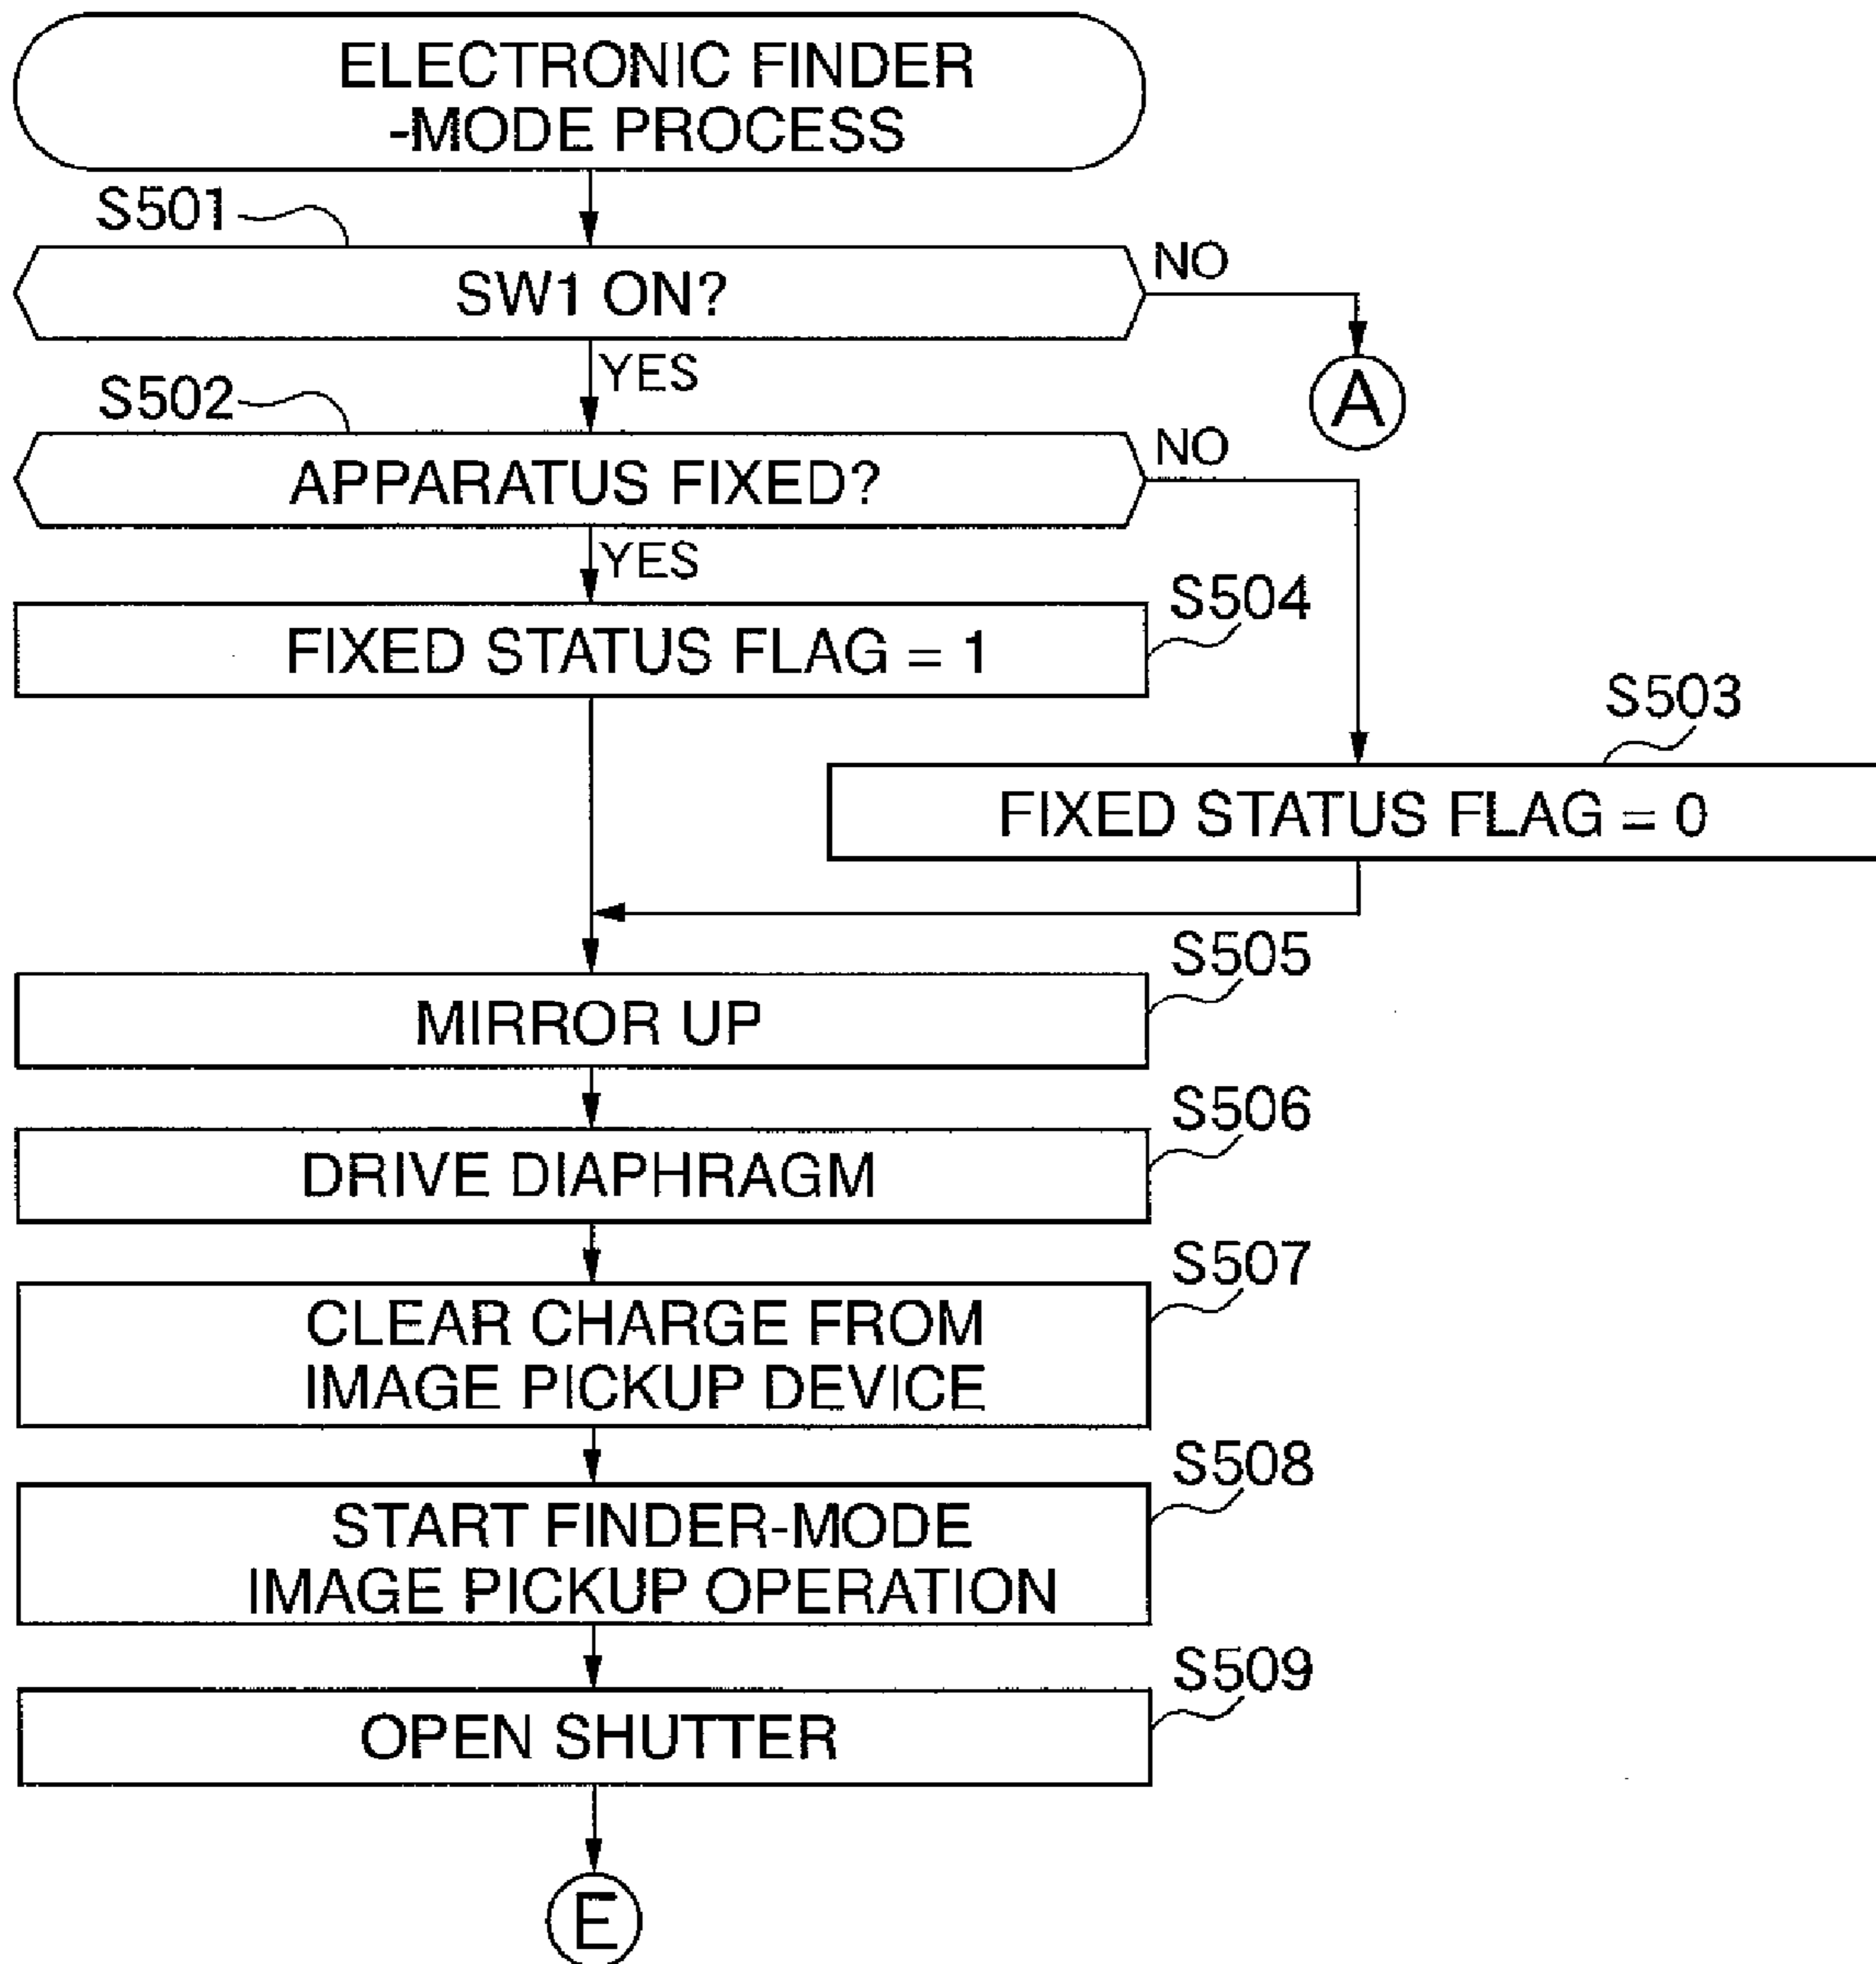 ELECTRONIC FINDER
-MODE PROCESS
S501
SW1 ON?
NO
A
YES
S502
APPARATUS FIXED?
NO
YES
S504
FIXED STATUS FLAG = 1
S503
FIXED STATUS FLAG = 0
S505
MIRROR UP
S506
DRIVE DIAPHRAGM
S507
CLEAR CHARGE FROM
IMAGE PICKUP DEVICE
S508
START FINDER-MODE
IMAGE PICKUP OPERATION
S509
OPEN SHUTTER
E